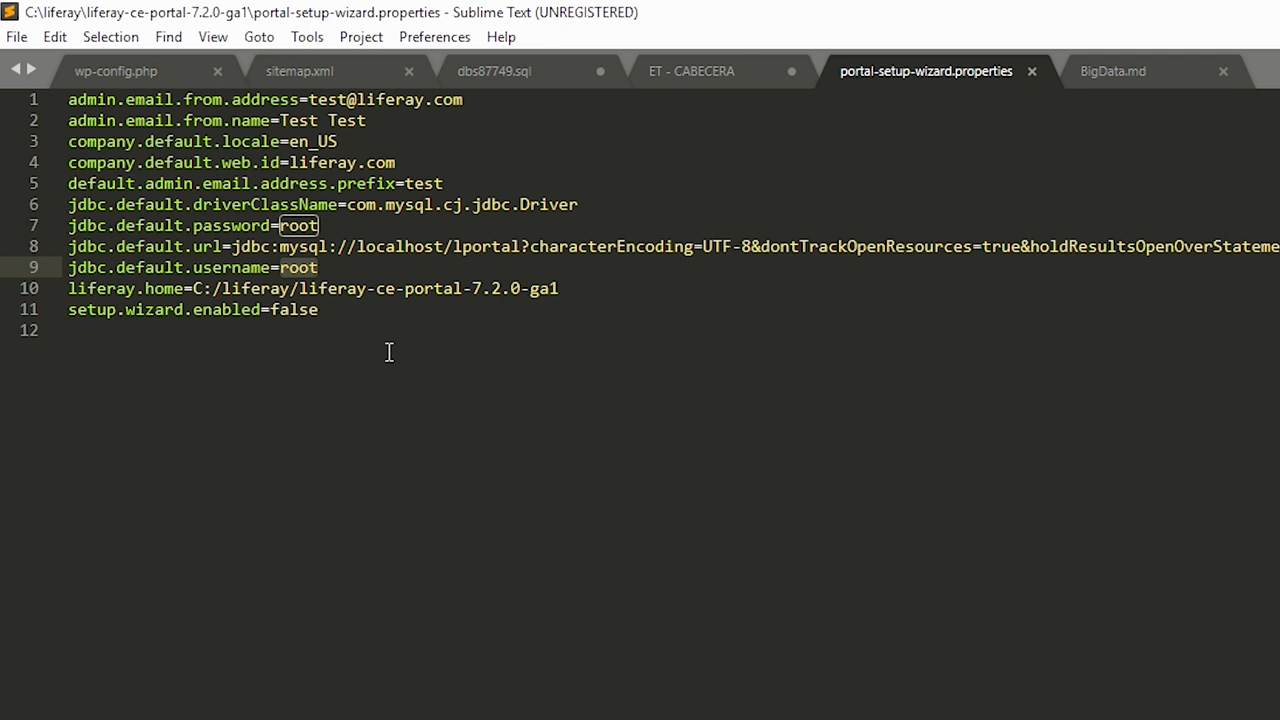 C:\liferay\liferay-ce-portal-7.2.0-ga1\portal-setup-wizard.properties - Sublime Text (UNREGISTERED)
File Edit Selection Find View Goto Tools Project Preferences Help
wp-config.php sitemap.xml dbs87749.sql ET - CABECERA portal-setup-wizard.properties BigData.md
1 admin.email.from.address=test@liferay.com
2 admin.email.from.name=Test Test
3 company.default.locale=en_US
4 company.default.web.id=liferay.com
5 default.admin.email.address.prefix=test
6 jdbc.default.driverClassName=com.mysql.cj.jdbc.Driver
7 jdbc.default.password=root
8 jdbc.default.url=jdbc:mysql://localhost/lportal?characterEncoding=UTF-8&dontTrackOpenResources=true&holdResultsOpenOverStateme
9 jdbc.default.username=root
10 liferay.home=C:/liferay/liferay-ce-portal-7.2.0-ga1
11 setup.wizard.enabled=false
12